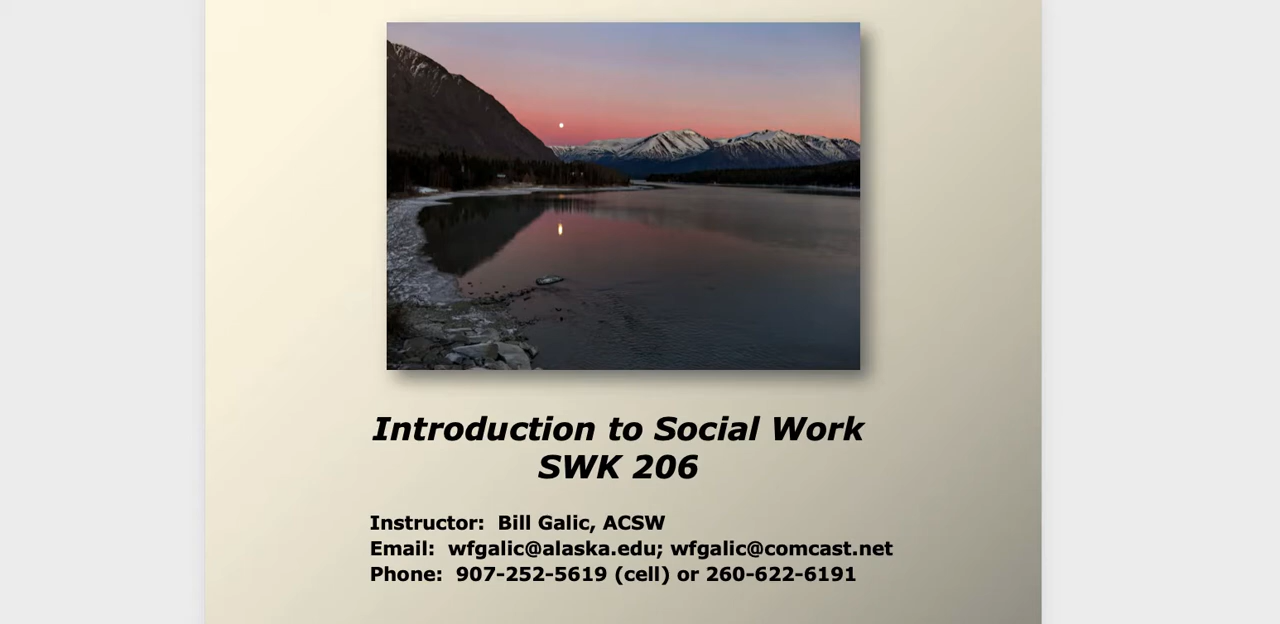 Introduction to Social Work
SWK 206
Instructor:  Bill Galic, ACSW
Email:  wfgalic@alaska.edu; wfgalic@comcast.net
Phone:  907-252-5619 (cell) or 260-622-6191